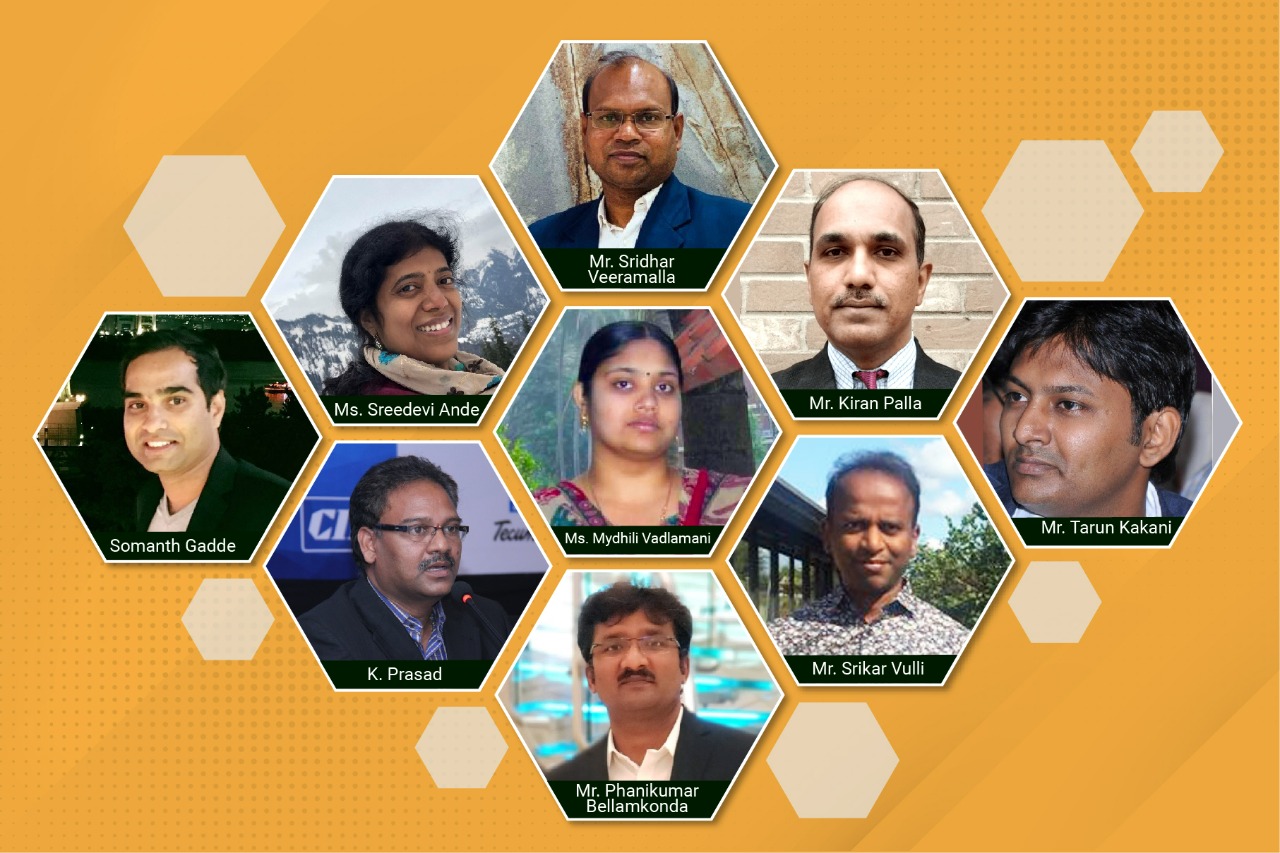 Mr. Sridhar
Veeramalla
Ms. Sreedevi Ande
Mr. Kiran Palla
Somanth Gadde
Ms. Mydhili Vadlamani
Mr. Tarun Kakani
K. Prasad
Mr. Srikar Vulli
Mr. Phanikumar
Bellamkonda